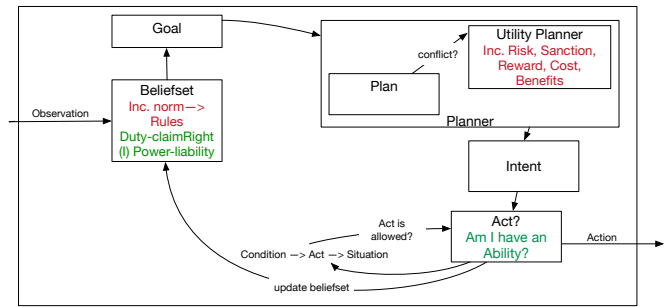 Goal
Utility Planner
Inc. Risk, Sanction,
Reward, Cost,
Benefits
conflict?
Plan
Planner
Beliefset
Inc. norm—>
Rules
Duty-claimRight
(I) Power-liability
Observation
Intent
Act?
Am I have an
Ability?
Act is
allowed?
Action
Condition —> Act —> Situation
update beliefset